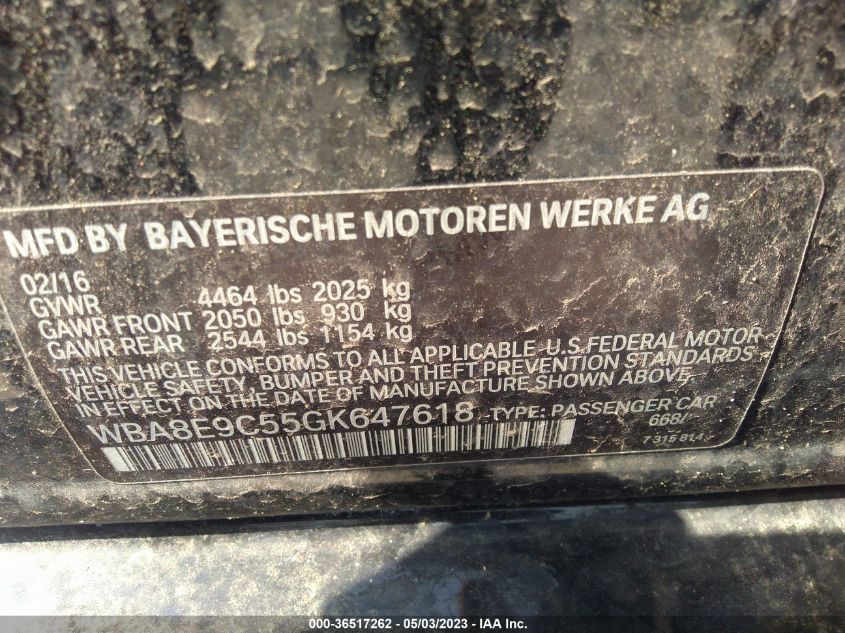 MFD BY BAYERISCHE MOTOREN WERKE AG
02/16
GVWR 4464 lbs 2025 kg
GAWR FRONT 2050 lbs 930 kg
GAWR REAR 2544 lbs 1154 kg
THIS VEHICLE CONFORMS TO ALL APPLICABLE U.S. FEDERAL MOTOR
VEHICLE SAFETY, BUMPER AND THEFT PREVENTION STANDARDS
IN EFFECT ON THE DATE OF MANUFACTURE SHOWN ABOVE.
WBA8E9C55GK647618 TYPE: PASSENGER CAR
668/
7 315 814
000-36517262 - 05/03/2023 - IAA Inc.